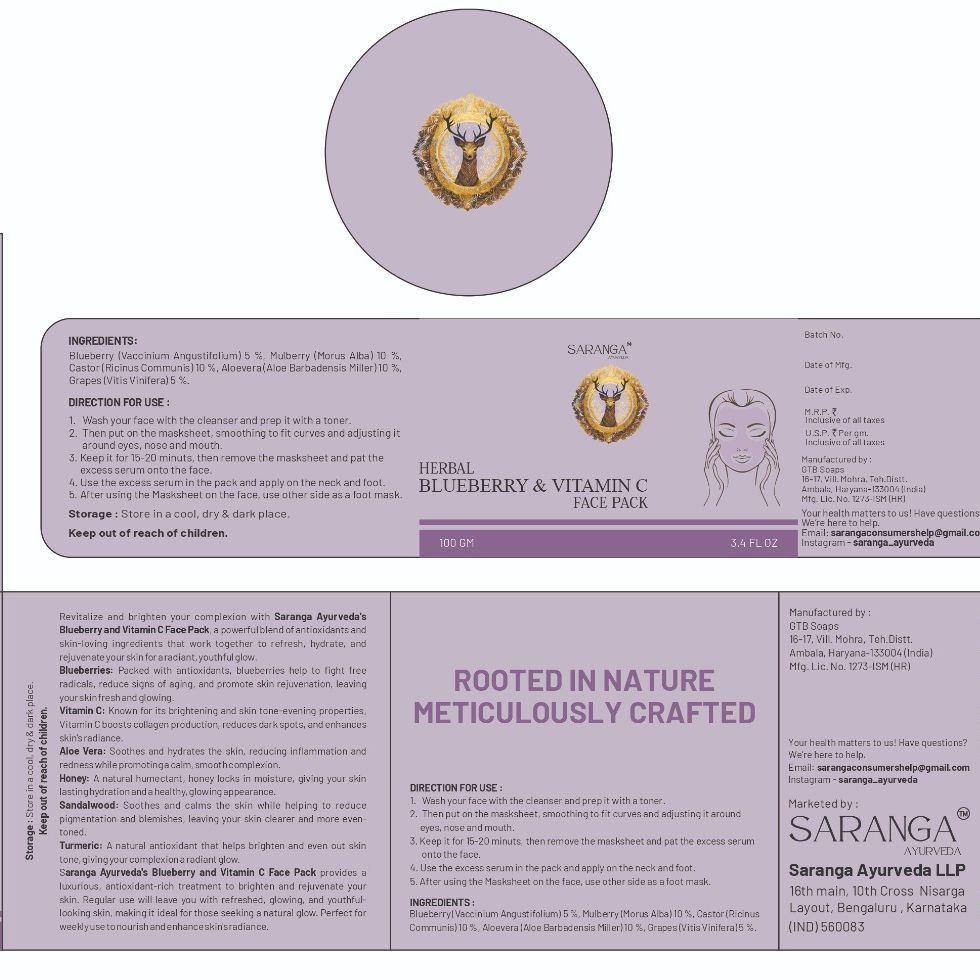 INGREDIENTS:
Blueberry (Vaccinium Angustifolium) 5 %, Mulberry (Morus Alba) 10 %,
Castor (Ricinus Communis) 10 %, Aloevera (Aloe Barbadensis Miller) 10 %,
Grapes (Vitis Vinifera) 5 %.
DIRECTION FOR USE :
1. Wash your face with the cleanser and prep it with a toner.
2. Then put on the masksheet, smoothing to fit curves and adjusting it
around eyes, nose and mouth.
3. Keep it for 15-20 minuts, then remove the masksheet and pat the
excess serum onto the face.
4. Use the excess serum in the pack and apply on the neck and foot.
5. After using the Masksheet on the face, use other side as a foot mask.
Storage : Store in a cool, dry & dark place.
Keep out of reach of children.
SARANGA
AYURVEDA
HERBAL
BLUEBERRY & VITAMIN C
FACE PACK
100 GM 3.4 FL OZ
Batch No.
Date of Mfg.
Date of Exp.
M.R.P. ₹
Inclusive of all taxes
U.S.P. ₹ Per gm.
Inclusive of all taxes
Manufactured by :
GTB Soaps
16-17, Vill. Mohra, Teh.Distt.
Ambala, Haryana-133004 (India)
Mfg. Lic. No. 1273-ISM (HR)
Your health matters to us! Have questions
We're here to help.
Email: sarangaconsumershelp@gmail.co
Instagram - saranga_ayurveda
Storage : Store in a cool, dry & dark place.
Keep out of reach of children.
Revitalize and brighten your complexion with Saranga Ayurveda's
Blueberry and Vitamin C Face Pack, a powerful blend of antioxidants and
skin-loving ingredients that work together to refresh, hydrate, and
rejuvenate your skin for a radiant, youthful glow.
Blueberries: Packed with antioxidants, blueberries help to fight free
radicals, reduce signs of aging, and promote skin rejuvenation, leaving
your skin fresh and glowing.
Vitamin C: Known for its brightening and skin tone-evening properties,
Vitamin C boosts collagen production, reduces dark spots, and enhances
skin's radiance.
Aloe Vera: Soothes and hydrates the skin, reducing inflammation and
redness while promoting a calm, smooth complexion.
Honey: A natural humectant, honey locks in moisture, giving your skin
lasting hydration and a healthy, glowing appearance.
Sandalwood: Soothes and calms the skin while helping to reduce
pigmentation and blemishes, leaving your skin clearer and more even-
toned.
Turmeric: A natural antioxidant that helps brighten and even out skin
tone, giving your complexion a radiant glow.
Saranga Ayurveda's Blueberry and Vitamin C Face Pack provides a
luxurious, antioxidant-rich treatment to brighten and rejuvenate your
skin. Regular use will leave you with refreshed, glowing, and youthful-
looking skin, making it ideal for those seeking a natural glow. Perfect for
weekly use to nourish and enhance skin's radiance.
ROOTED IN NATURE
METICULOUSLY CRAFTED
DIRECTION FOR USE :
1. Wash your face with the cleanser and prep it with a toner.
2. Then put on the masksheet, smoothing to fit curves and adjusting it around
eyes, nose and mouth.
3. Keep it for 15-20 minuts, then remove the masksheet and pat the excess serum
onto the face.
4. Use the excess serum in the pack and apply on the neck and foot.
5. After using the Masksheet on the face, use other side as a foot mask.
INGREDIENTS :
Blueberry (Vaccinium Angustifolium) 5 %, Mulberry (Morus Alba) 10 %, Castor (Ricinus
Communis) 10 %, Aloevera (Aloe Barbadensis Miller) 10 %, Grapes (Vitis Vinifera) 5 %.
Manufactured by :
GTB Soaps
16-17, Vill. Mohra, Teh.Distt.
Ambala, Haryana-133004 (India)
Mfg. Lic. No. 1273-ISM (HR)
Your health matters to us! Have questions?
We're here to help.
Email: sarangaconsumershelp@gmail.com
Instagram - saranga_ayurveda
Marketed by :
SARANGA™
AYURVEDA
Saranga Ayurveda LLP
16th main, 10th Cross Nisarga
Layout, Bengaluru , Karnataka
(IND) 560083